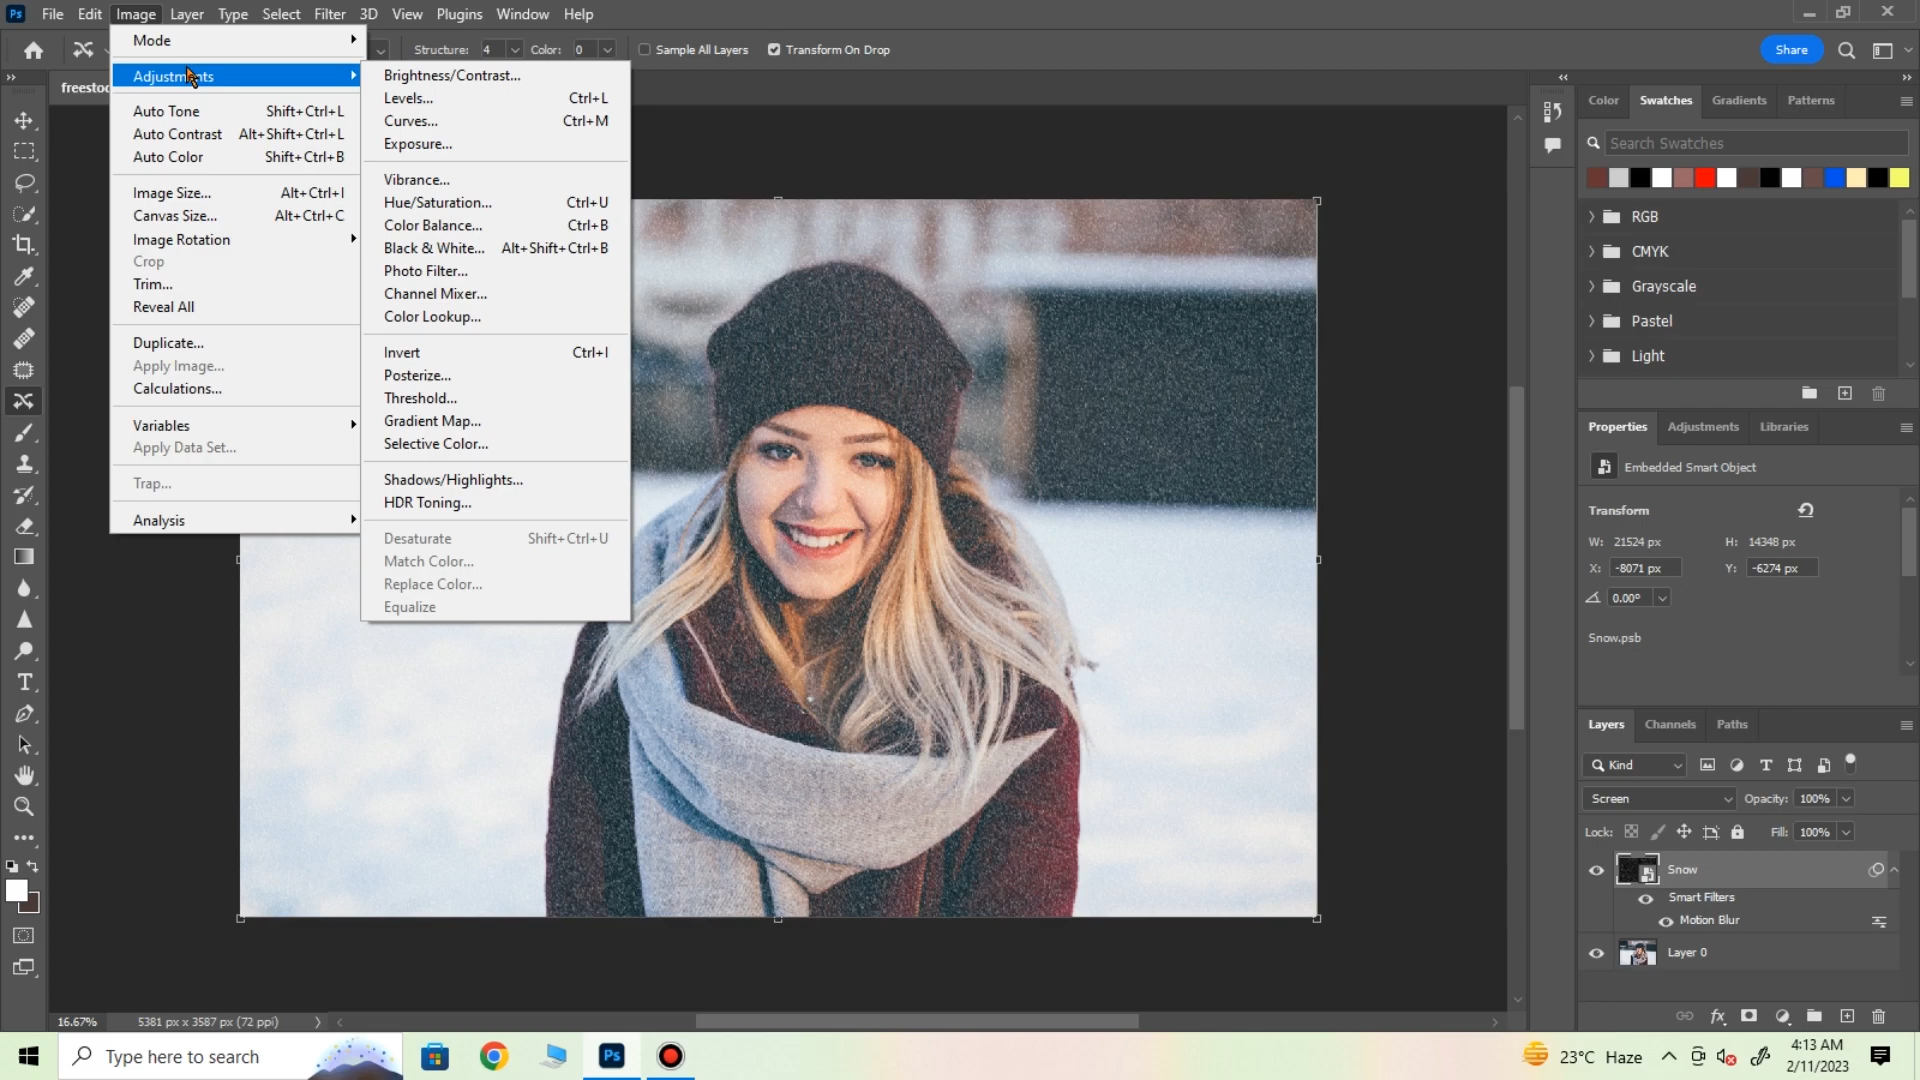 Ps File Edit Image Layer Type Select Filter 3D View Plugins Window Help
Structure: 4 Color: 0 Sample All Layers Transform On Drop Share
freestoc
Mode
Adjustments
Auto Tone Shift+Ctrl+L
Auto Contrast Alt+Shift+Ctrl+L
Auto Color Shift+Ctrl+B
Image Size... Alt+Ctrl+I
Canvas Size... Alt+Ctrl+C
Image Rotation
Crop
Trim...
Reveal All
Duplicate...
Apply Image...
Calculations...
Variables
Apply Data Set...
Trap...
Analysis
Brightness/Contrast...
Levels... Ctrl+L
Curves... Ctrl+M
Exposure...
Vibrance...
Hue/Saturation... Ctrl+U
Color Balance... Ctrl+B
Black & White... Alt+Shift+Ctrl+B
Photo Filter...
Channel Mixer...
Color Lookup...
Invert Ctrl+I
Posterize...
Threshold...
Gradient Map...
Selective Color...
Shadows/Highlights...
HDR Toning...
Desaturate Shift+Ctrl+U
Match Color...
Replace Color...
Equalize
Color Swatches Gradients Patterns
Search Swatches
RGB
CMYK
Grayscale
Pastel
Light
Properties Adjustments Libraries
Embedded Smart Object
Transform
W: 21524 px H: 14348 px
X: -8071 px Y: -6274 px
0.00°
Snow.psb
Layers Channels Paths
Kind
Screen Opacity: 100%
Lock: Fill: 100%
Snow
Smart Filters
Motion Blur
Layer 0
16.67% 5381 px x 3587 px (72 ppi)
Type here to search
Ps
23°C Haze
4:13 AM
2/11/2023